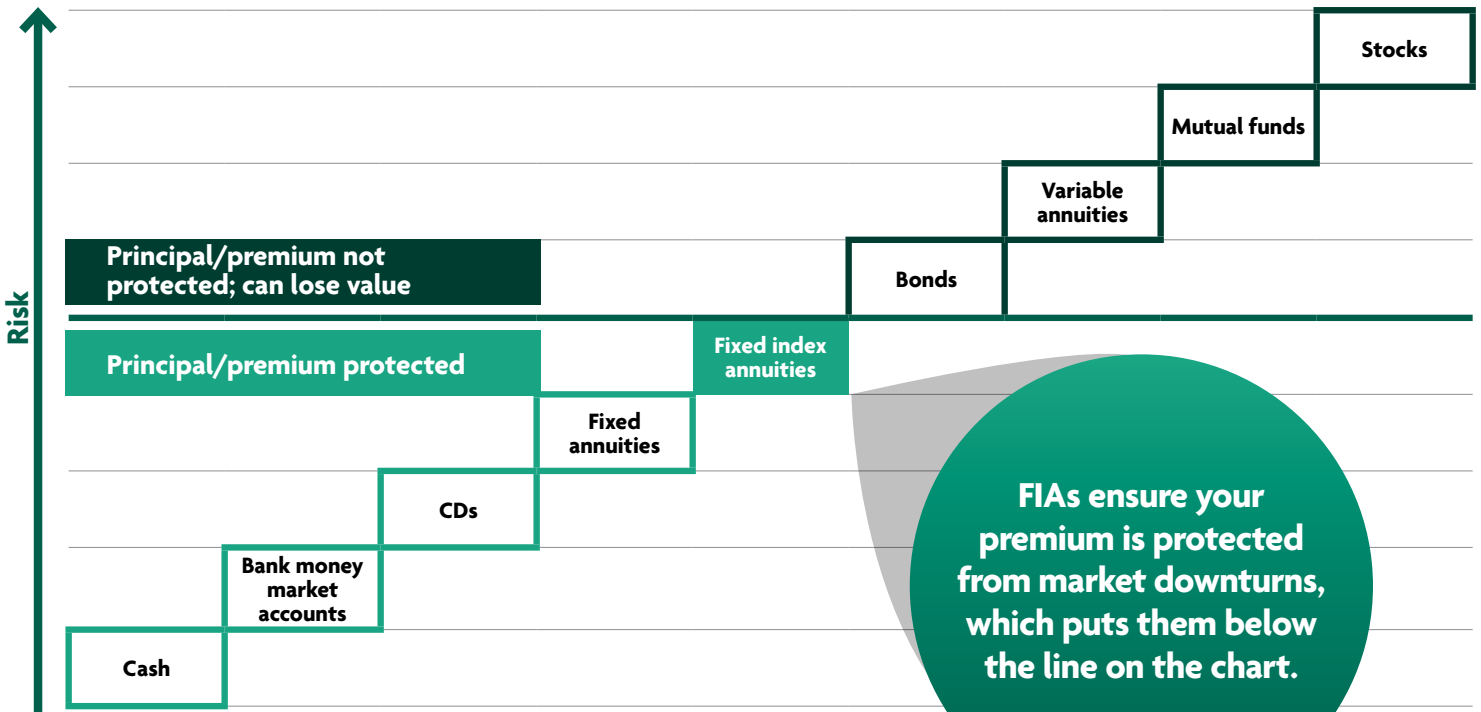 Stocks
Mutual funds
Variable
annuities
Principal/premium not
protected; can lose value
Bonds
Risk
Principal/premium protected
Fixed index
annuities
Fixed
annuities
CDs
Bank money
market
accounts
Cash
FIAs ensure your
premium is protected
from market downturns,
which puts them below
the line on the chart.